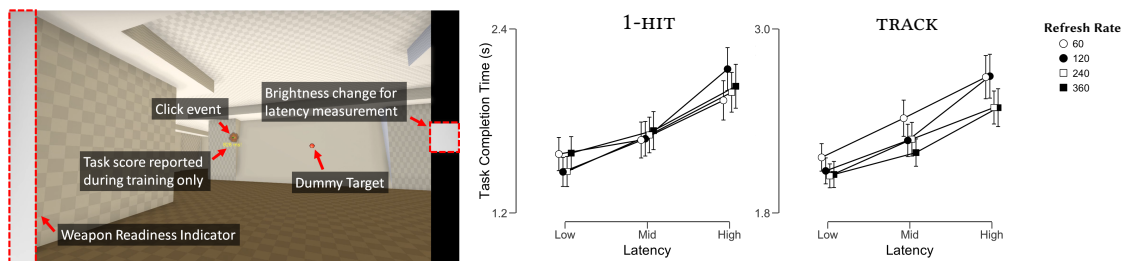 Click event
Task score reported
during training only
Weapon Readiness Indicator
Brightness change for
latency measurement
Dummy Target
1-HIT
Task Completion Time (s)
2.4
1.2
Low
Mid
High
Latency
TRACK
3.0
1.8
Low
Mid
High
Latency
Refresh Rate
60
120
240
360